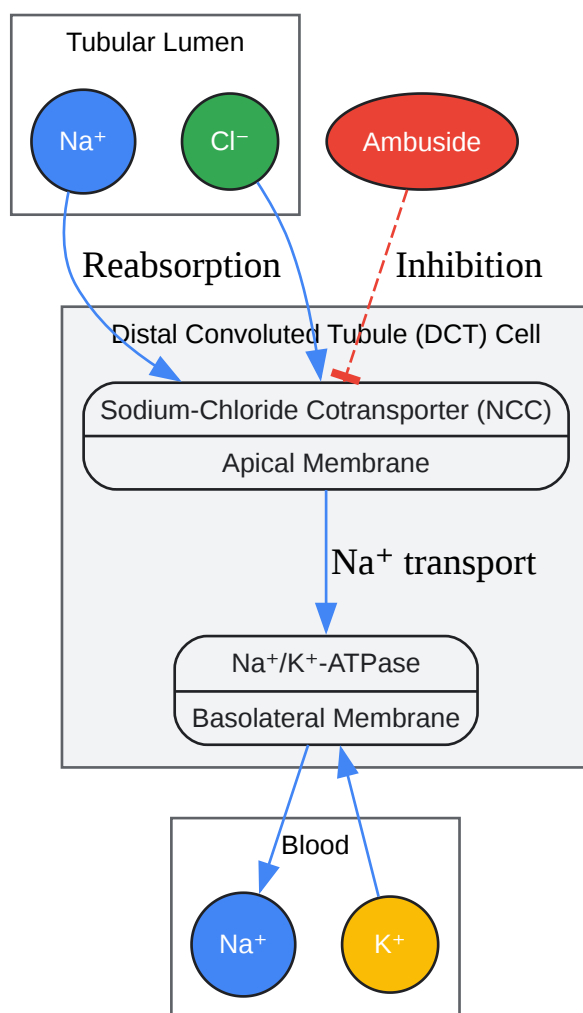 Tubular Lumen
Na⁺
Cl⁻
Ambuside
Reabsorption
Inhibition
Distal Convoluted Tubule (DCT) Cell
Sodium-Chloride Cotransporter (NCC)
Apical Membrane
Na⁺ transport
Na⁺/K⁺-ATPase
Basolateral Membrane
Blood
Na⁺
K⁺